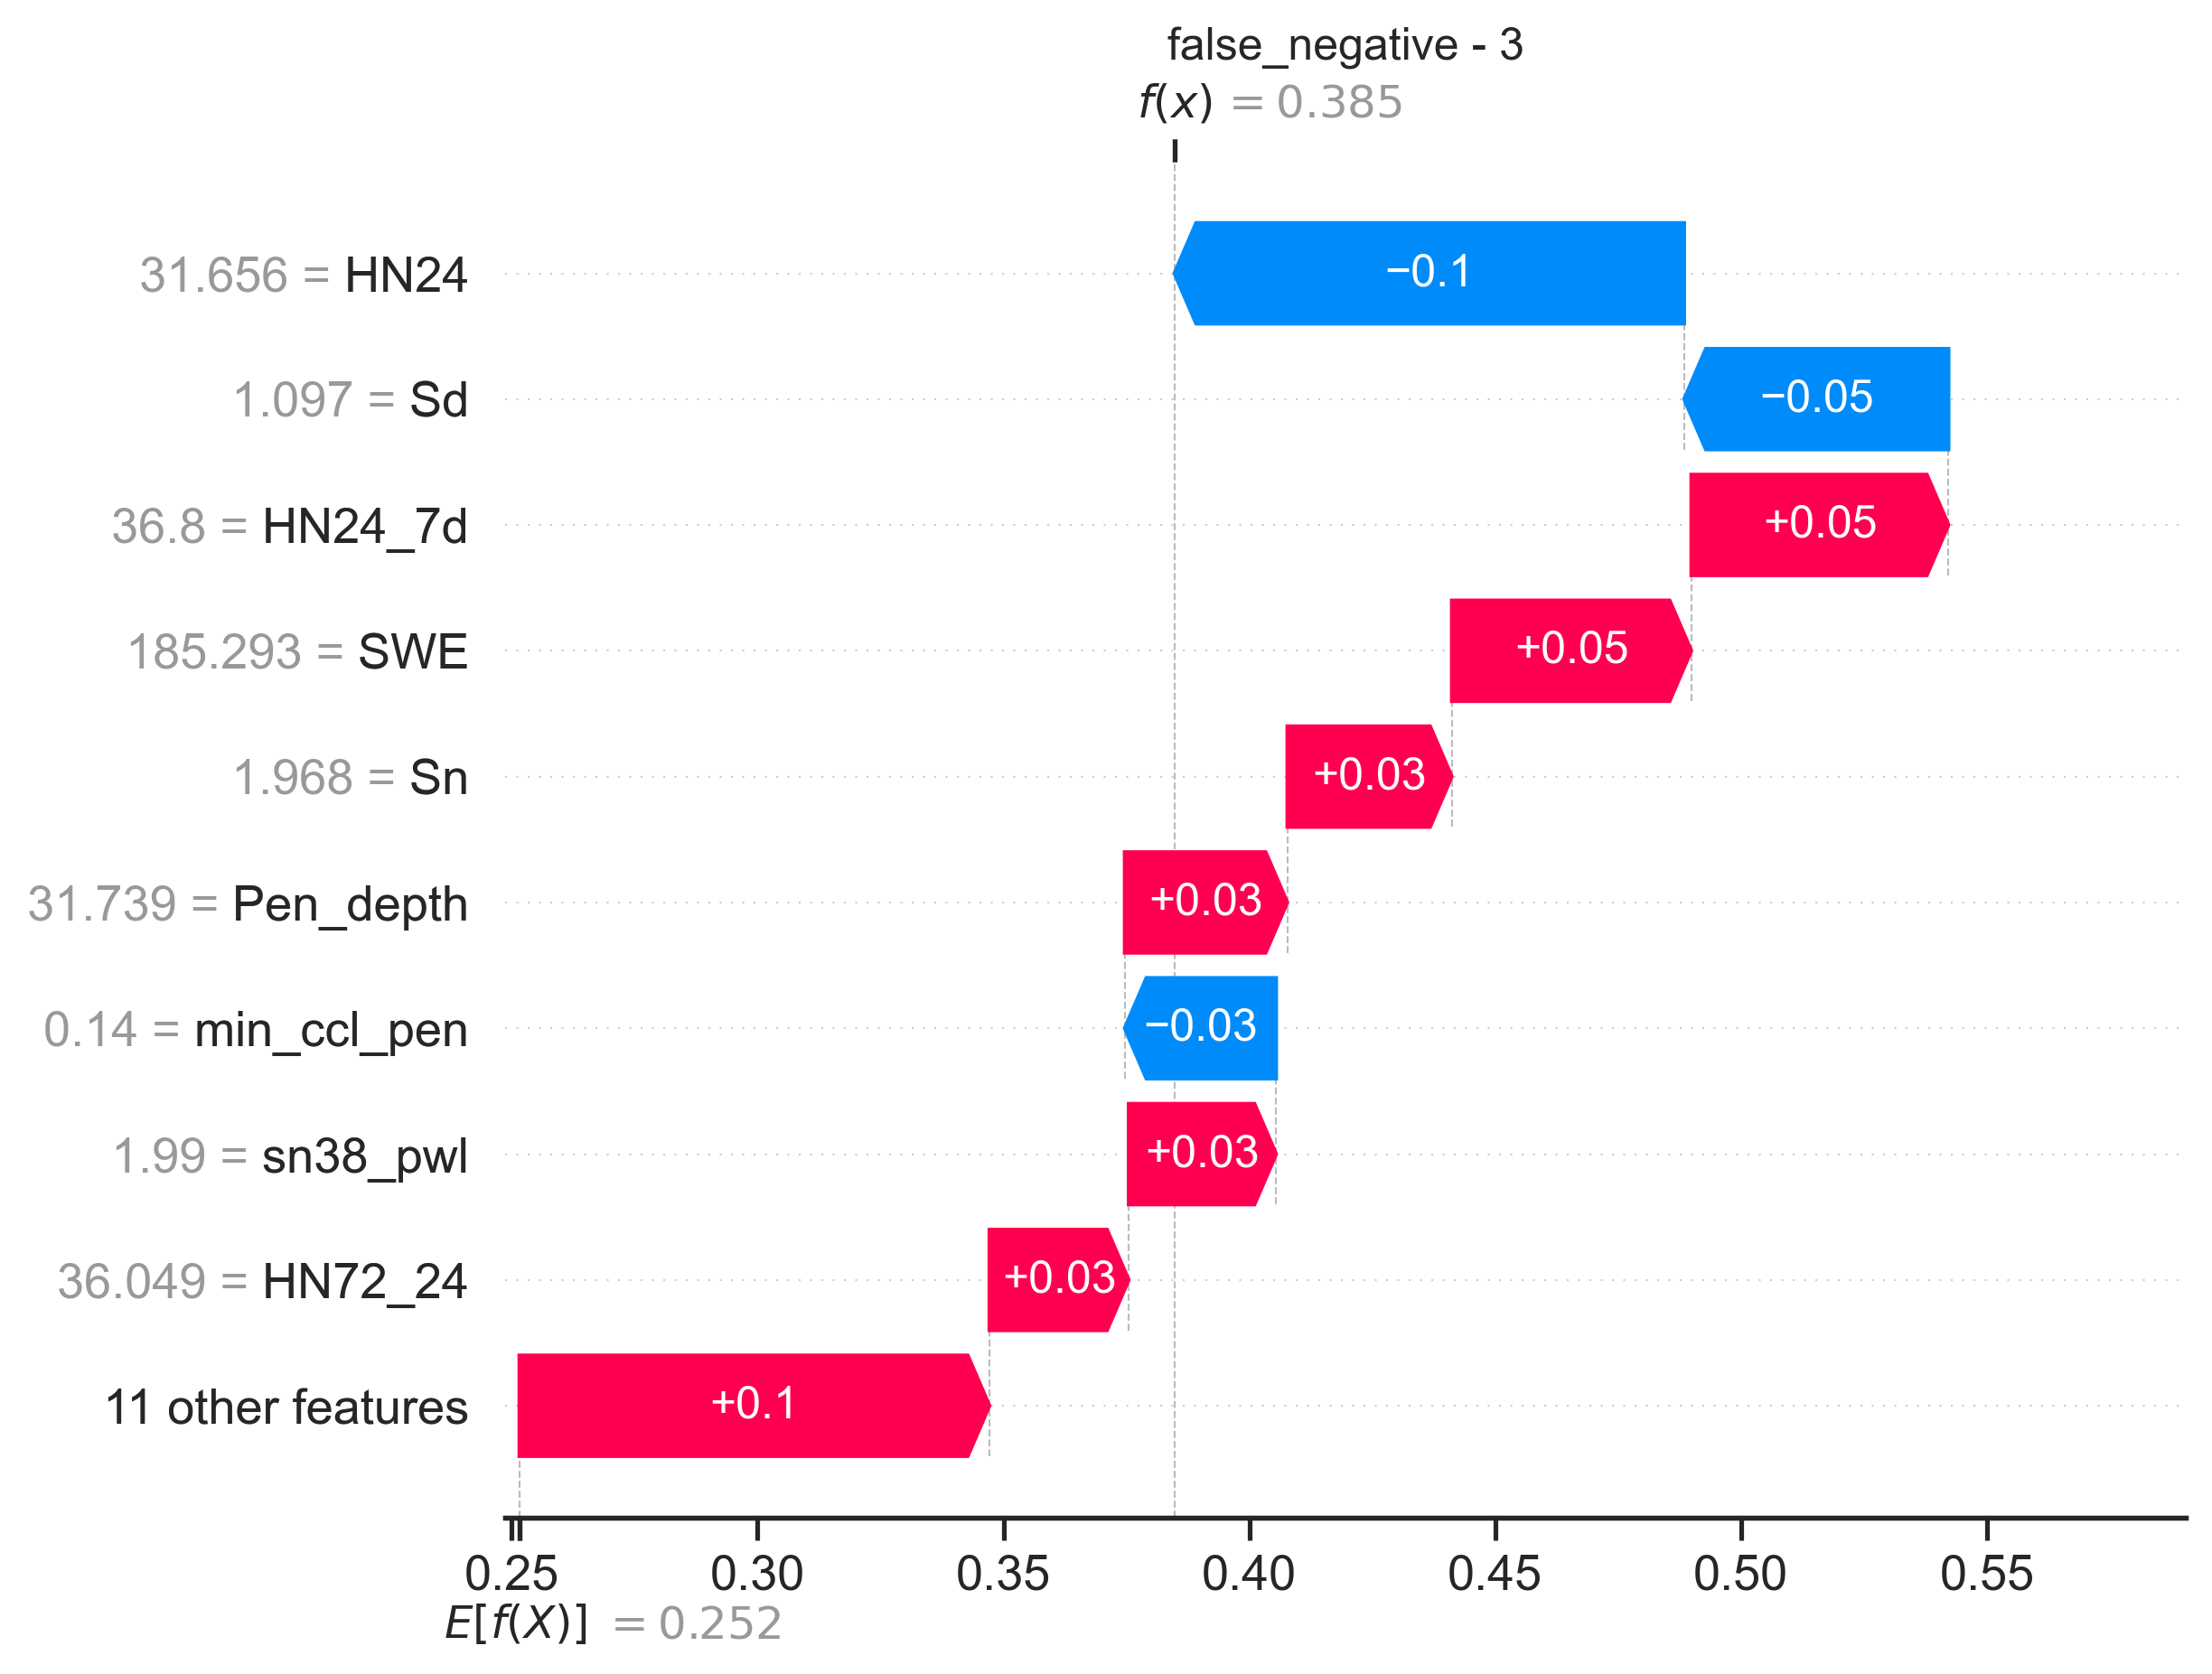 false_negative - 3
f(x) = 0.385
31.656 = HN24
−0.1
1.097 = Sd
−0.05
36.8 = HN24_7d
+0.05
185.293 = SWE
+0.05
1.968 = Sn
+0.03
31.739 = Pen_depth
+0.03
0.14 = min_ccl_pen
−0.03
1.99 = sn38_pwl
+0.03
36.049 = HN72_24
+0.03
11 other features
+0.1
0.25 0.30 0.35 0.40 0.45 0.50 0.55
E[f(X)] = 0.252